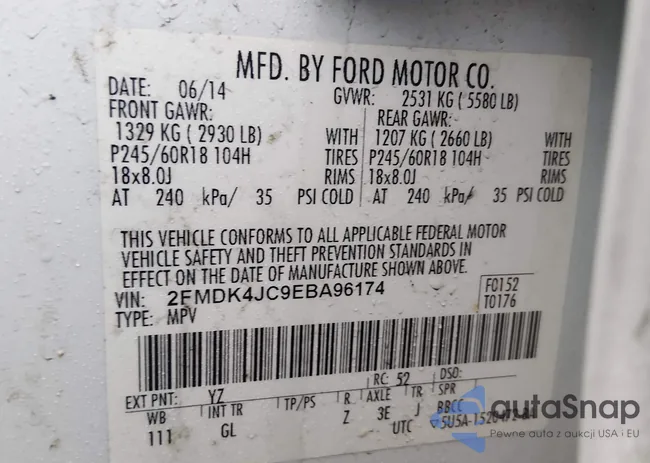 MFD. BY FORD MOTOR CO.
DATE: 06/14 GVWR: 2531 KG ( 5580 LB)
FRONT GAWR: REAR GAWR:
1329 KG ( 2930 LB) WITH 1207 KG ( 2660 LB) WITH
P245/60R18 104H TIRES P245/60R18 104H TIRES
18x8.0J RIMS 18x8.0J RIMS
AT 240 kPa/ 35 PSI COLD AT 240 kPa/ 35 PSI COLD
THIS VEHICLE CONFORMS TO ALL APPLICABLE FEDERAL MOTOR
VEHICLE SAFETY AND THEFT PREVENTION STANDARDS IN
EFFECT ON THE DATE OF MANUFACTURE SHOWN ABOVE.
VIN: 2FMDK4JC9EBA96174 F0152
TYPE: MPV T0176
EXT PNT: YZ RC: 52 DSO:
WB INT TR TP/PS R AXLE TR SPR
111 GL Z 3E J BBCC
UTC
autaSnap
Pewne auta z aukcji USA i EU